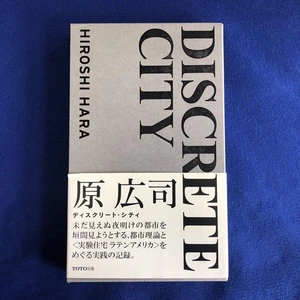 DISCRETE
CITY
HIROSHI HARA
原 広司
ディスクリート・シティ
未だ見えぬ夜明けの都市を
垣間見ようとする、都市理論と
〈実験住宅 ラテンアメリカ〉を
めぐる実践の記録。
TOTO出版